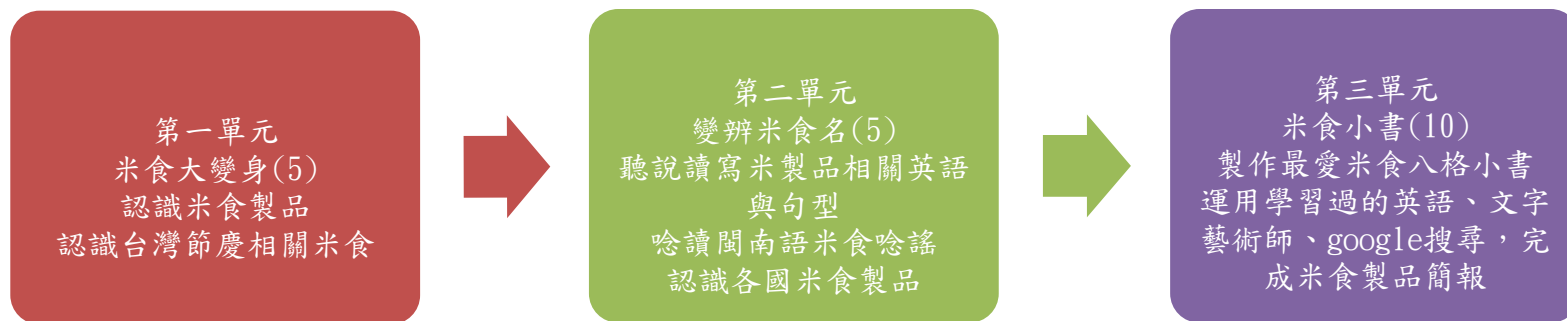 第一單元
米食大變身(5)
認識米食製品
認識台灣節慶相關米食
第二單元
變辨米食名(5)
聽說讀寫米製品相關英語
與句型
唸讀閩南語米食唸謠
認識各國米食製品
第三單元
米食小書(10)
製作最愛米食八格小書
運用學習過的英語、文字
藝術師、google搜尋，完
成米食製品簡報